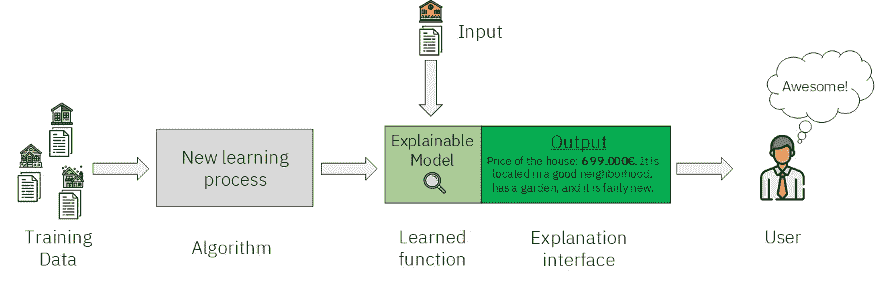 Input
Awesome!
New learning
process
Explainable
Model
Output
Price of the house: 699.000€. It is
located in a good neighborhood,
has a garden, and it is fairly new.
Training
Data
Algorithm
Learned
function
Explanation
interface
User